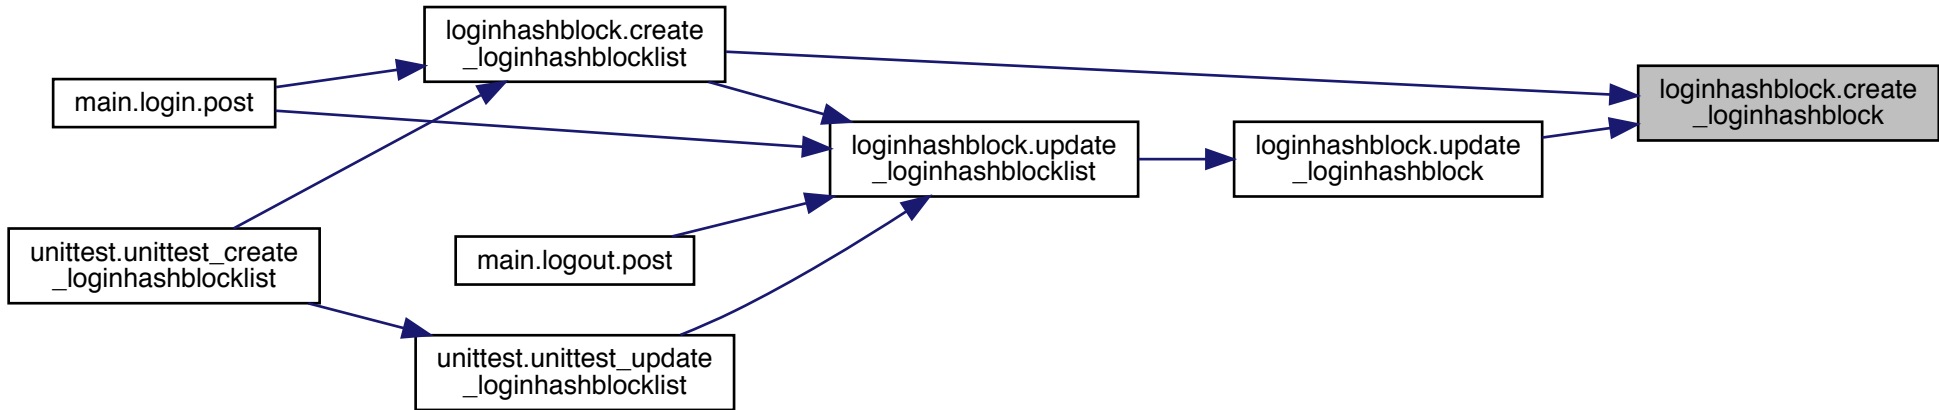 loginhashblock.create
_loginhashblocklist
main.login.post
loginhashblock.create
_loginhashblock
loginhashblock.update
_loginhashblocklist
loginhashblock.update
_loginhashblock
unittest.unittest_create
_loginhashblocklist
main.logout.post
unittest.unittest_update
_loginhashblocklist